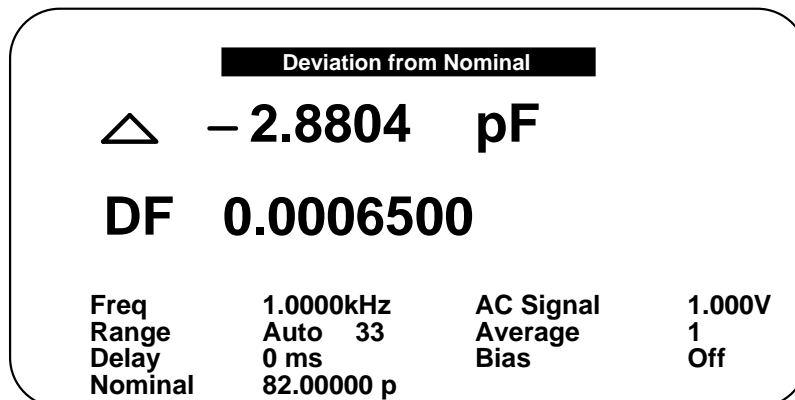 Deviation from Nominal
△ – 2.8804 pF
DF 0.0006500
Freq 1.0000kHz AC Signal 1.000V
Range Auto 33 Average 1
Delay 0 ms Bias Off
Nominal 82.00000 p